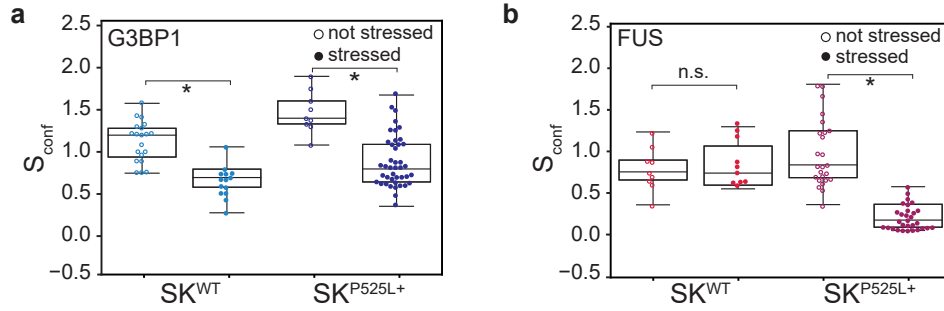 a
G3BP1
○ not stressed
● stressed
*
*
S_conf
2.5
2.0
1.5
1.0
0.5
0.0
−0.5
SK^WT
SK^P525L+
b
FUS
○ not stressed
● stressed
n.s.
*
S_conf
2.5
2.0
1.5
1.0
0.5
0.0
−0.5
SK^WT
SK^P525L+